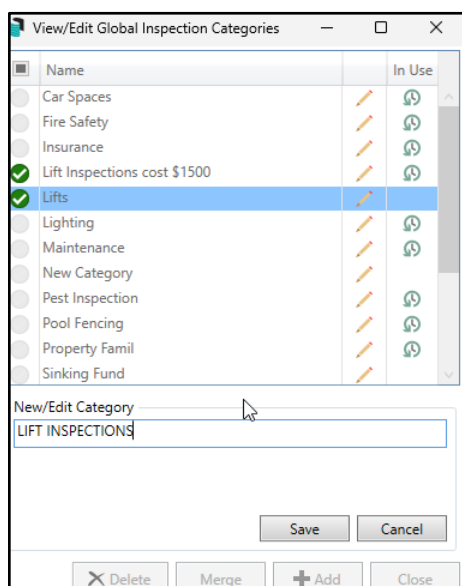 View/Edit Global Inspection Categories
Name In Use
Car Spaces
Fire Safety
Insurance
Lift Inspections cost $1500
Lifts
Lighting
Maintenance
New Category
Pest Inspection
Pool Fencing
Property Famil
Sinking Fund
New/Edit Category
LIFT INSPECTIONS
Save Cancel
Delete Merge Add Close